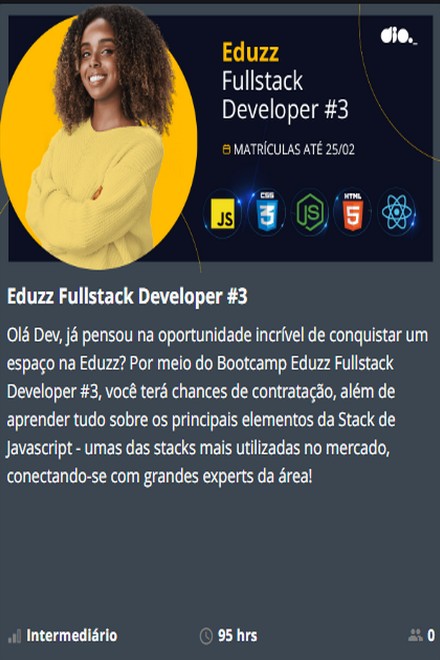 dio.
Eduzz
Fullstack
Developer #3
MATRÍCULAS ATÉ 25/02
JS
CSS
3
JS
HTML
5
Eduzz Fullstack Developer #3
Olá Dev, já pensou na oportunidade incrível de conquistar um
espaço na Eduzz? Por meio do Bootcamp Eduzz Fullstack
Developer #3, você terá chances de contratação, além de
aprender tudo sobre os principais elementos da Stack de
Javascript - umas das stacks mais utilizadas no mercado,
conectando-se com grandes experts da área!
Intermediário
95 hrs
0